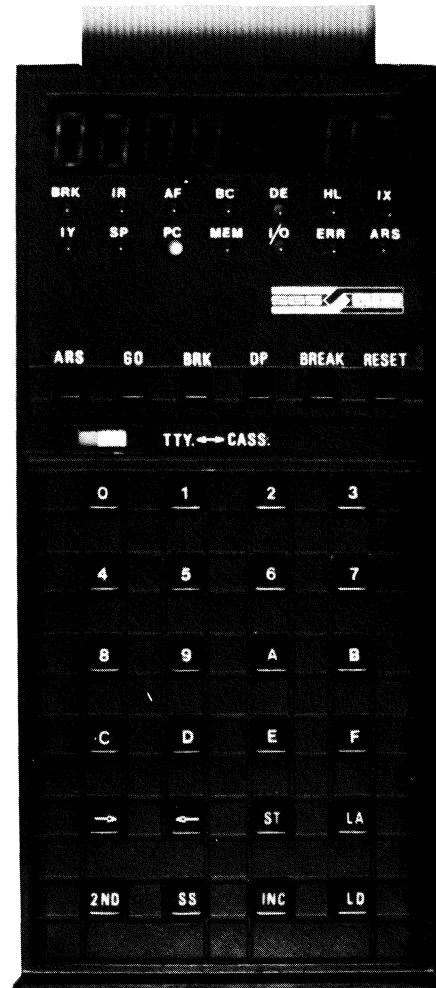 BRK IR AF BC DE HL IX
IY SP PC MEM I/O ERR ARS
ARS GO BRK DP BREAK RESET
TTY.↔CASS.
0 1 2 3
4 5 6 7
8 9 A B
C D E F
→ ← ST LA
2ND SS INC LD